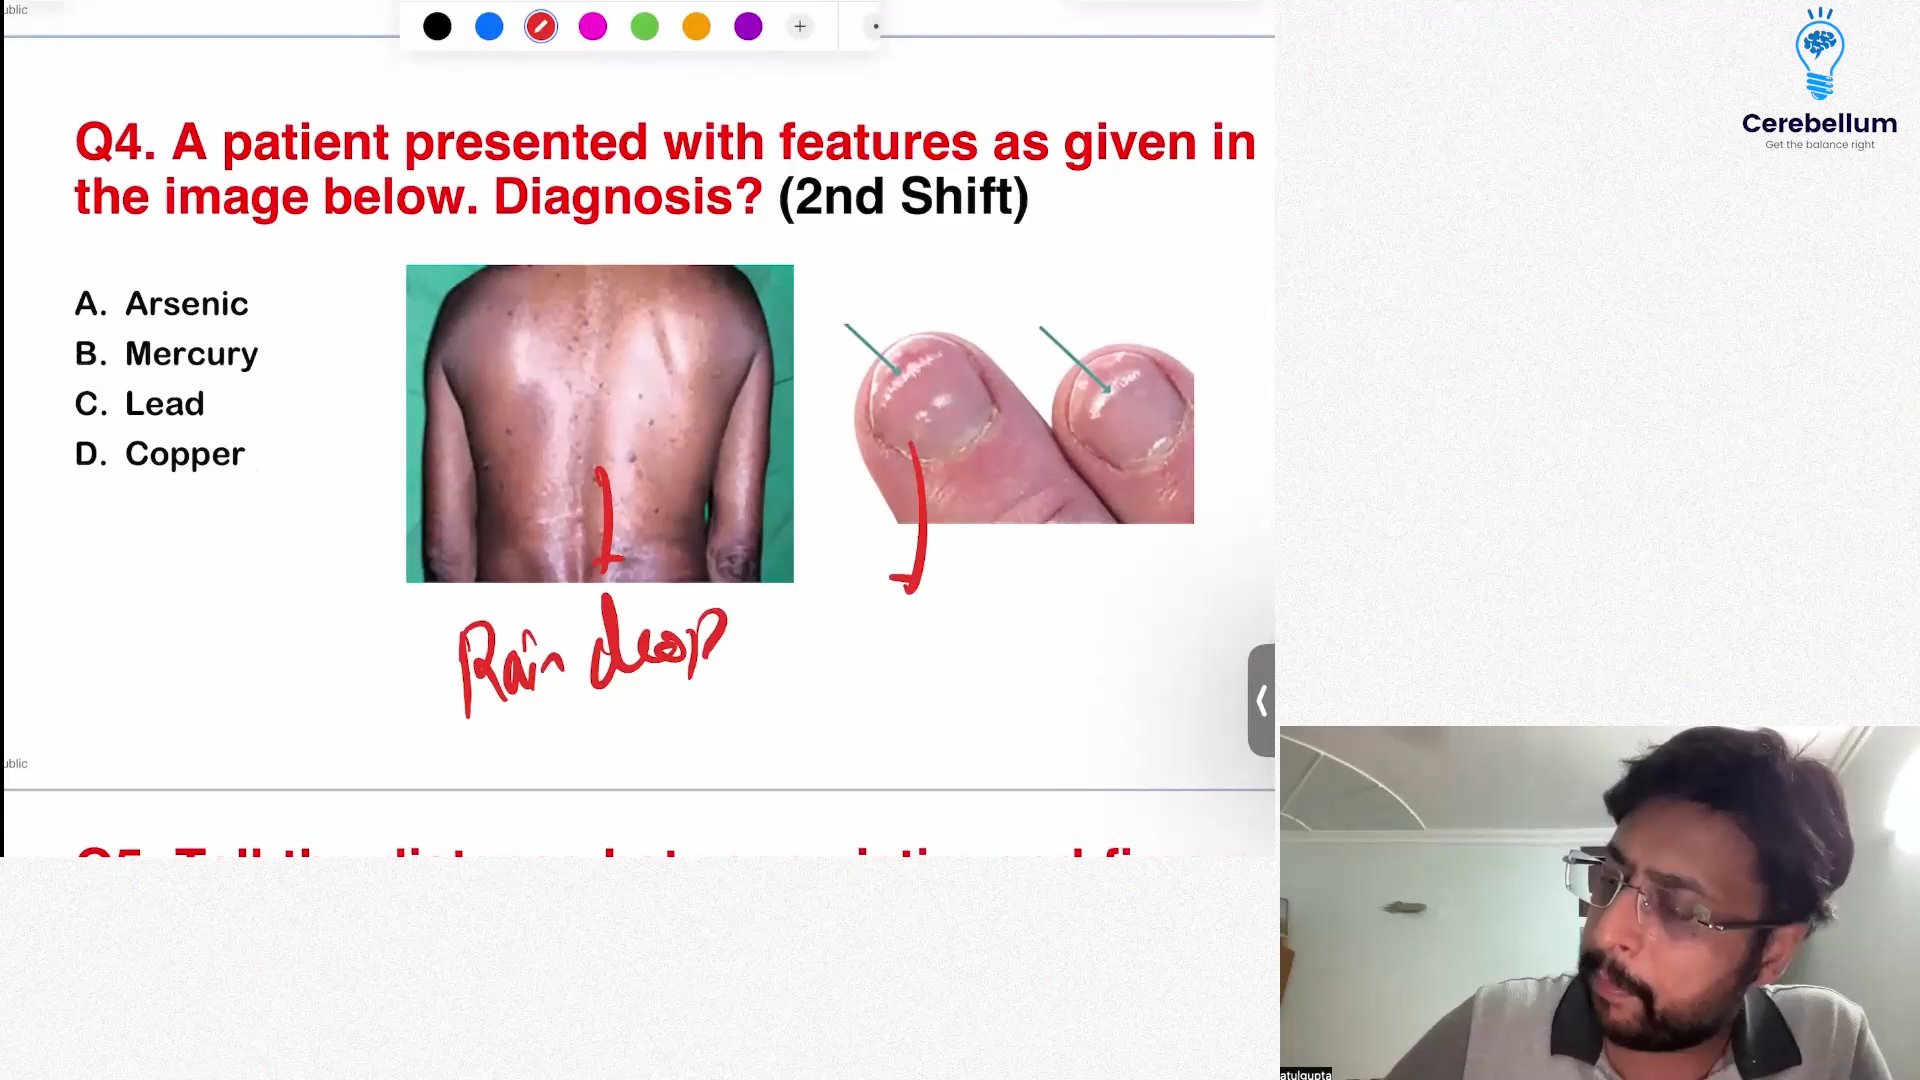 ublic
Q4. A patient presented with features as given in
the image below. Diagnosis? (2nd Shift)
A. Arsenic
B. Mercury
C. Lead
D. Copper
Rain drop
ublic
Cerebellum
Get the balance right
atulgupta